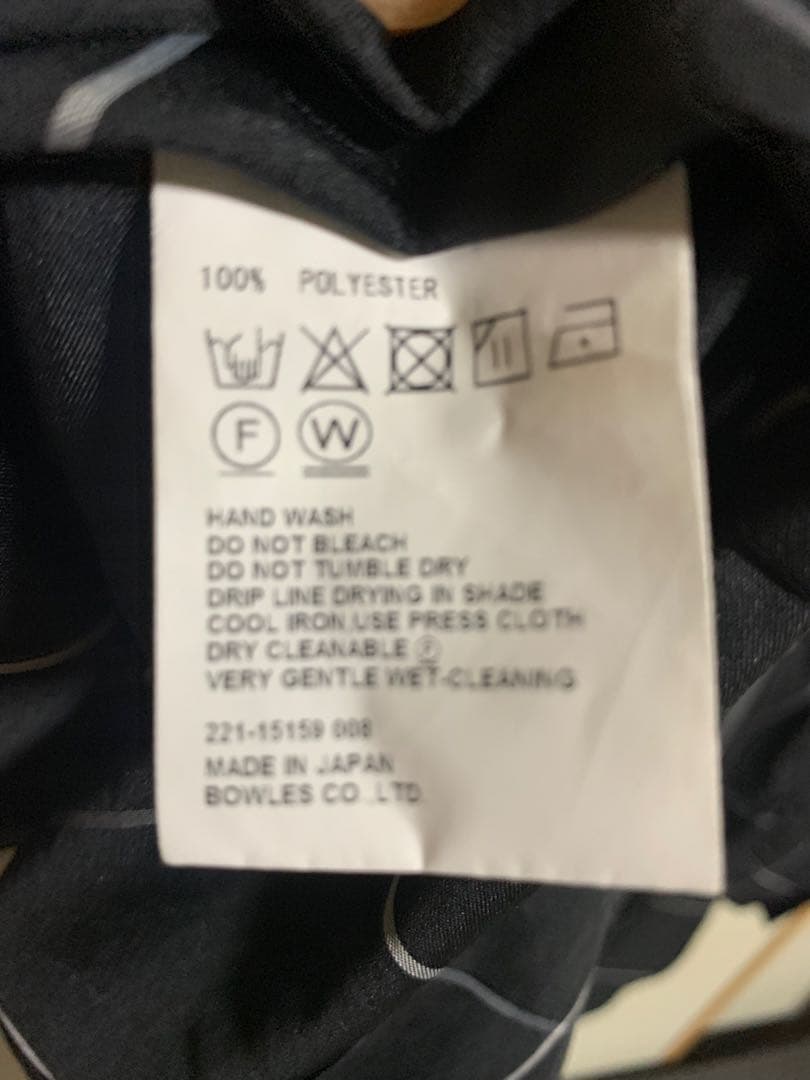 100% POLYESTER
F W
HAND WASH
DO NOT BLEACH
DO NOT TUMBLE DRY
DRIP LINE DRYING IN SHADE
COOL IRON.USE PRESS CLOTH
DRY CLEANABLE Ⓕ
VERY GENTLE WET-CLEANING
221-15159 008
MADE IN JAPAN
BOWLES CO.,LTD.